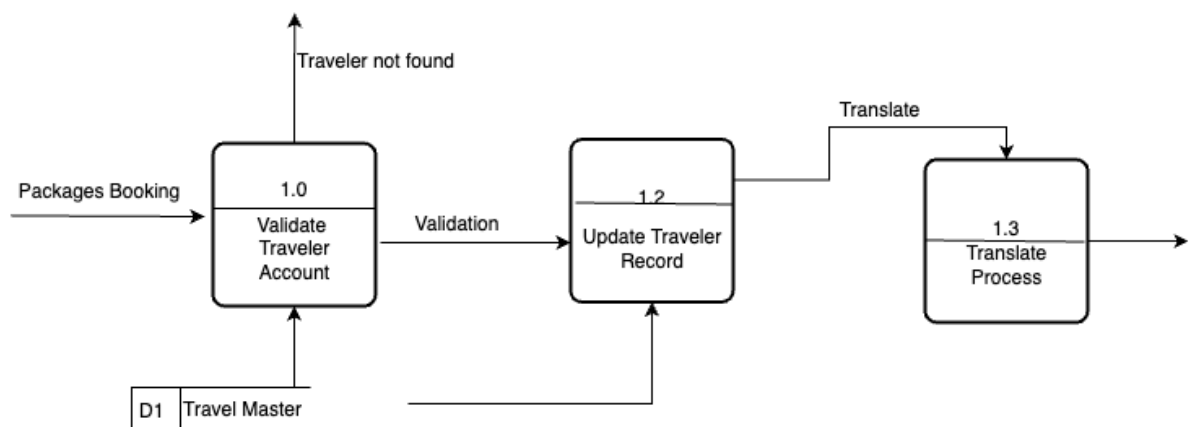 Traveler not found
Translate
Packages Booking
1.0
Validate
Traveler
Account
Validation
1.2
Update Traveler
Record
1.3
Translate
Process
D1
Travel Master